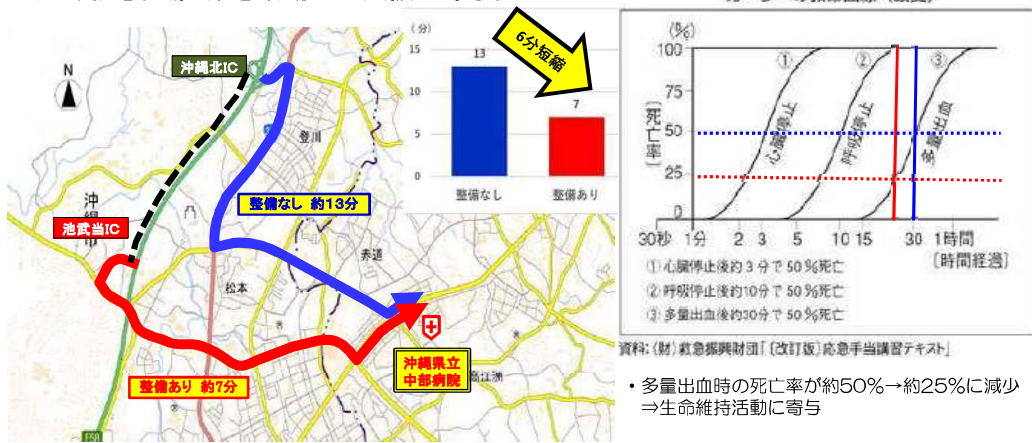 (分)
15
10
5
0
13
7
6分短縮
整備なし
整備あり
N
沖縄北IC
登川
整備なし 約13分
池武当IC
松本
赤道
整備あり 約7分
沖縄県立
中部病院
高江洲
E58
(%)
100
75
50
25
0
死亡率
①
②
③
心臓停止
呼吸停止
多量出血
30秒 1分 2 3 5 10 15 30 1時間
〔時間経過〕
①心臓停止後約3分で50%死亡
②呼吸停止後約10分で50%死亡
③多量出血後約30分で50%死亡
資料:(財)救急振興財団「〔改訂版〕応急手当講習テキスト」
・多量出血時の死亡率が約50%→約25%に減少
⇒生命維持活動に寄与